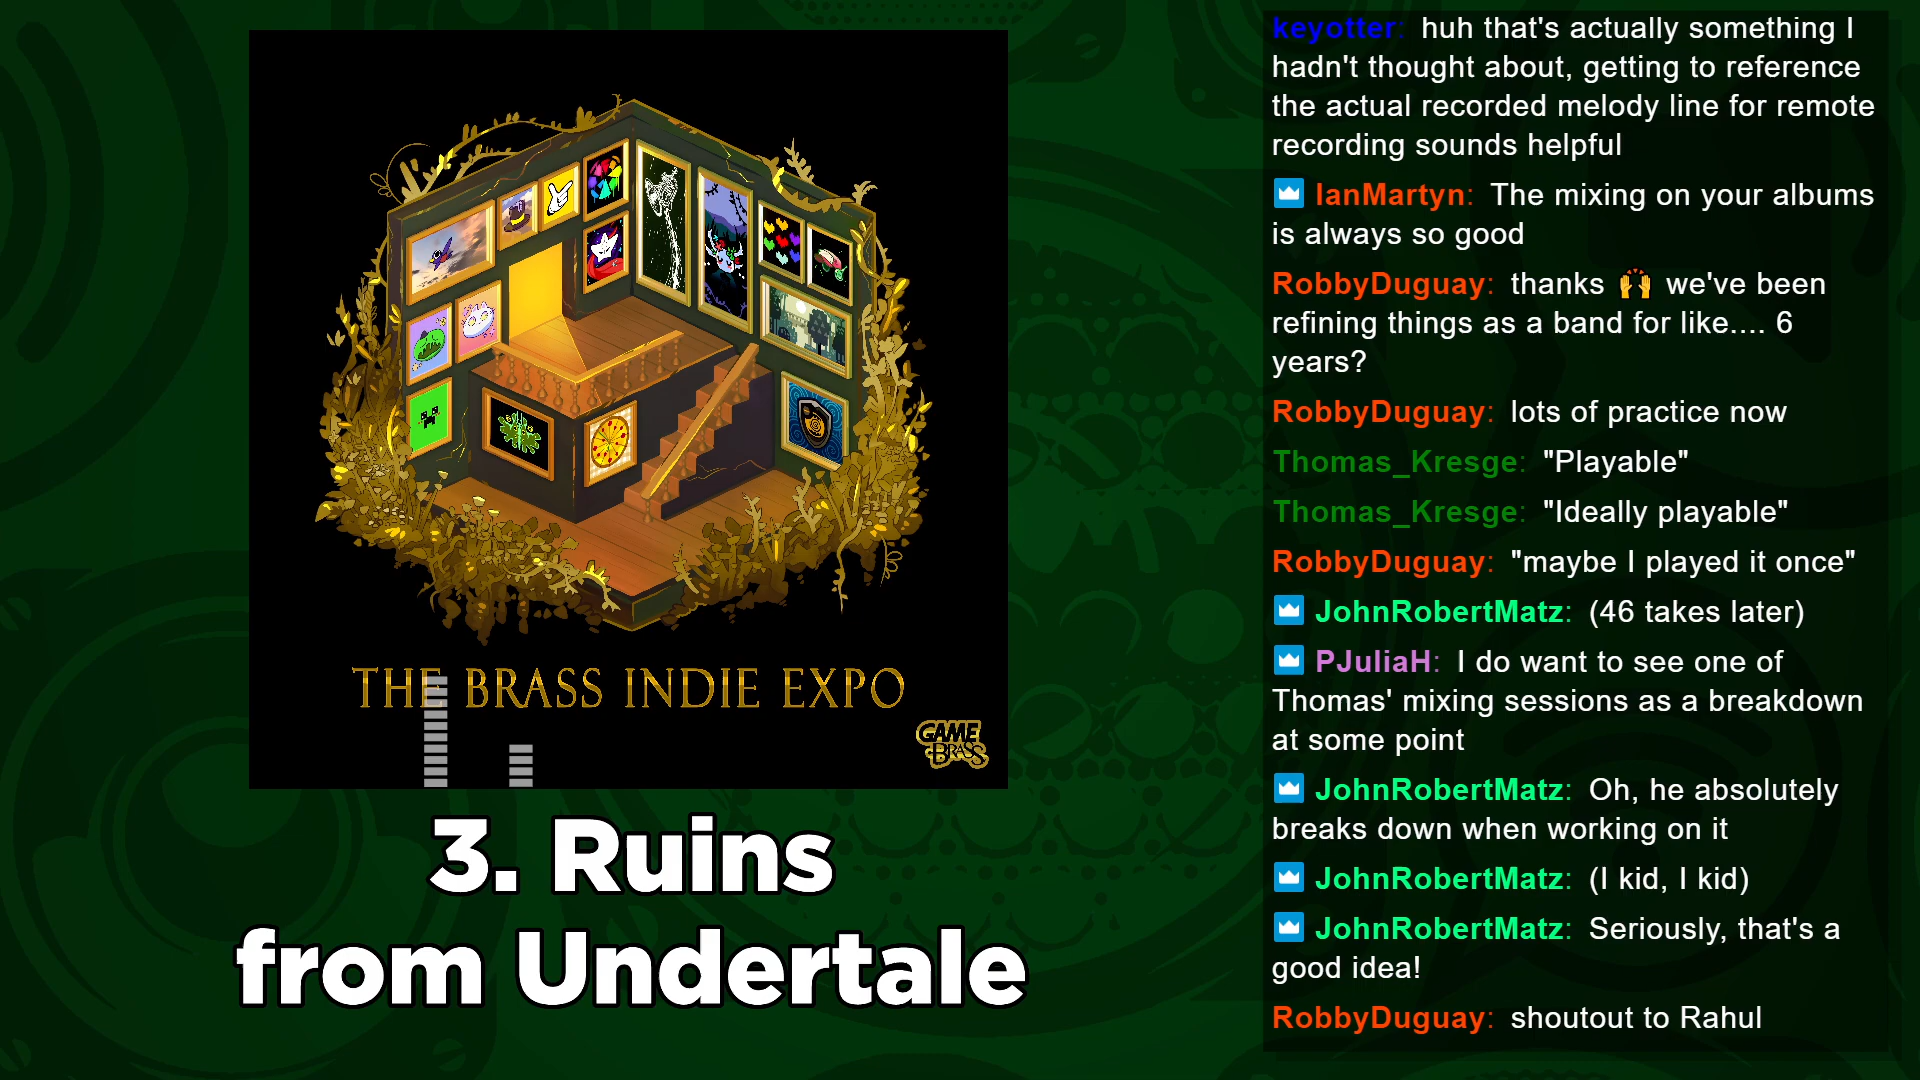 THE BRASS INDIE EXPO
GAME
BRASS
3. Ruins
from Undertale
keyotter: huh that's actually something I
hadn't thought about, getting to reference
the actual recorded melody line for remote
recording sounds helpful
IanMartyn: The mixing on your albums
is always so good
RobbyDuguay: thanks 🙌 we've been
refining things as a band for like.... 6
years?
RobbyDuguay: lots of practice now
Thomas_Kresge: "Playable"
Thomas_Kresge: "Ideally playable"
RobbyDuguay: "maybe I played it once"
JohnRobertMatz: (46 takes later)
PJuliaH: I do want to see one of
Thomas' mixing sessions as a breakdown
at some point
JohnRobertMatz: Oh, he absolutely
breaks down when working on it
JohnRobertMatz: (I kid, I kid)
JohnRobertMatz: Seriously, that's a
good idea!
RobbyDuguay: shoutout to Rahul